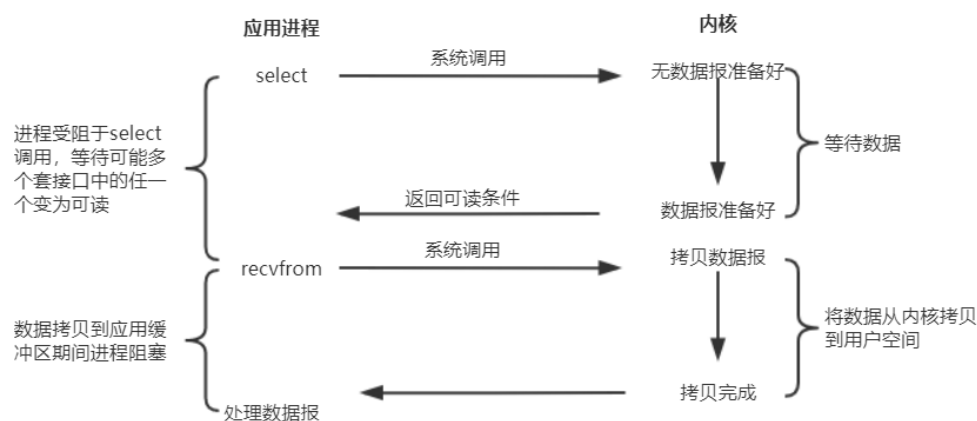 应用进程
内核
select
系统调用
无数据报准备好
进程受阻于select
调用，等待可能多
个套接口中的任一
个变为可读
等待数据
返回可读条件
数据报准备好
recvfrom
系统调用
拷贝数据报
数据拷贝到应用缓
冲区期间进程阻塞
将数据从内核拷贝
到用户空间
拷贝完成
处理数据报